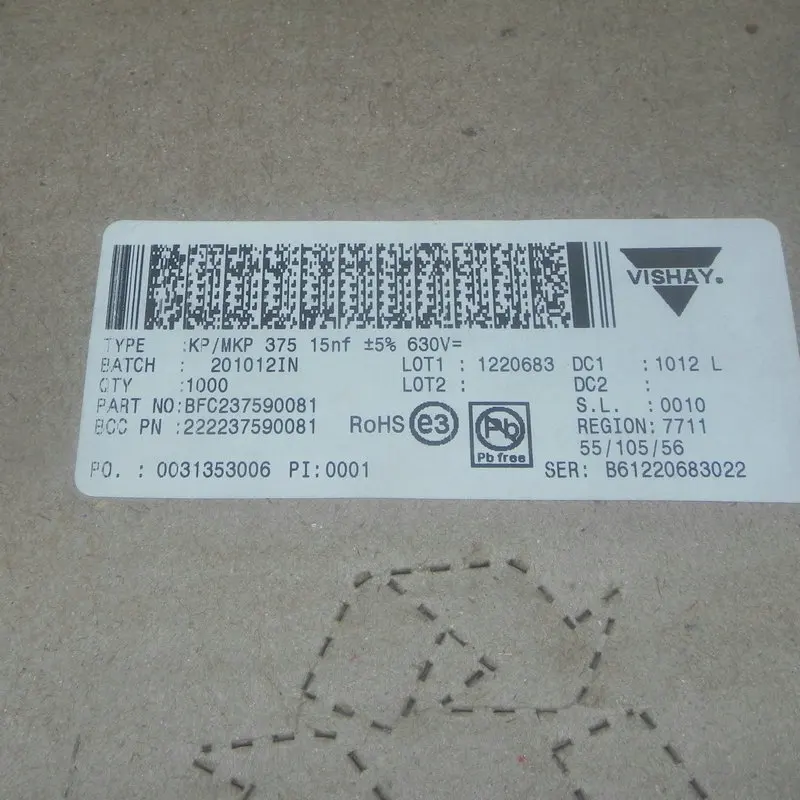 VISHAY.
TYPE :KP/MKP 375 15nf ±5% 630V=
BATCH : 201012IN LOT1 : 1220683 DC1 : 1012 L
QTY :1000 LOT2 : DC2 :
PART NO:BFC237590081 S.L. : 0010
BCC PN :222237590081 RoHS e3 Pb REGION: 7711
Pb free 55/105/56
PO. : 0031353006 PI:0001 SER: B61220683022